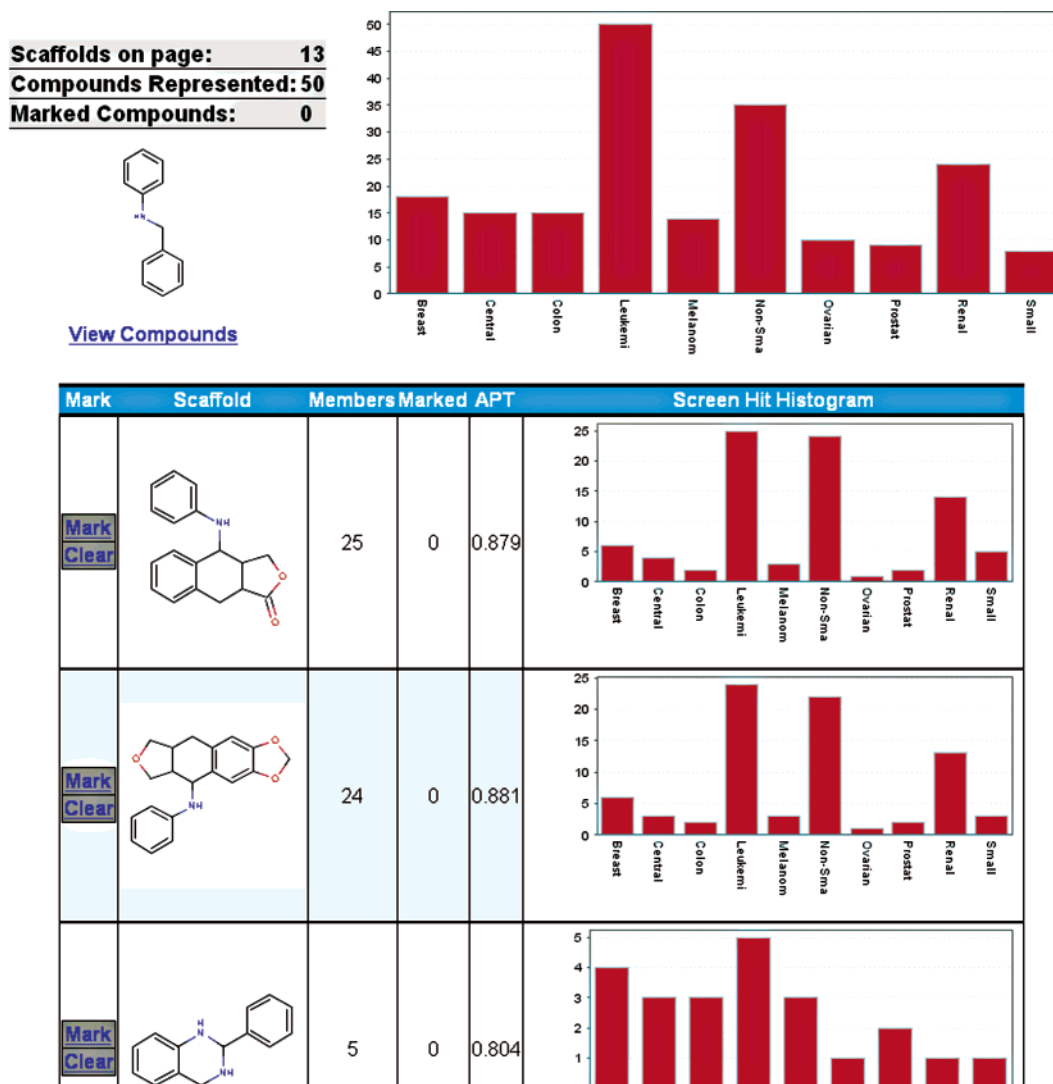 Scaffolds on page: 13
Compounds Represented: 50
Marked Compounds: 0
HN
View Compounds
50
45
40
35
30
25
20
15
10
5
0
Breast
Central
Colon
Leukemi
Melanom
Non-Sma
Ovarian
Prostat
Renal
Small
Mark Scaffold Members Marked APT Screen Hit Histogram
Mark
Clear
NH
O
O
25 0 0.879
25
20
15
10
5
0
Breast
Central
Colon
Leukemi
Melanom
Non-Sma
Ovarian
Prostat
Renal
Small
Mark
Clear
O
O
O
NH
24 0 0.881
25
20
15
10
5
0
Breast
Central
Colon
Leukemi
Melanom
Non-Sma
Ovarian
Prostat
Renal
Small
Mark
Clear
H
N
NH
5 0 0.804
5
4
3
2
1